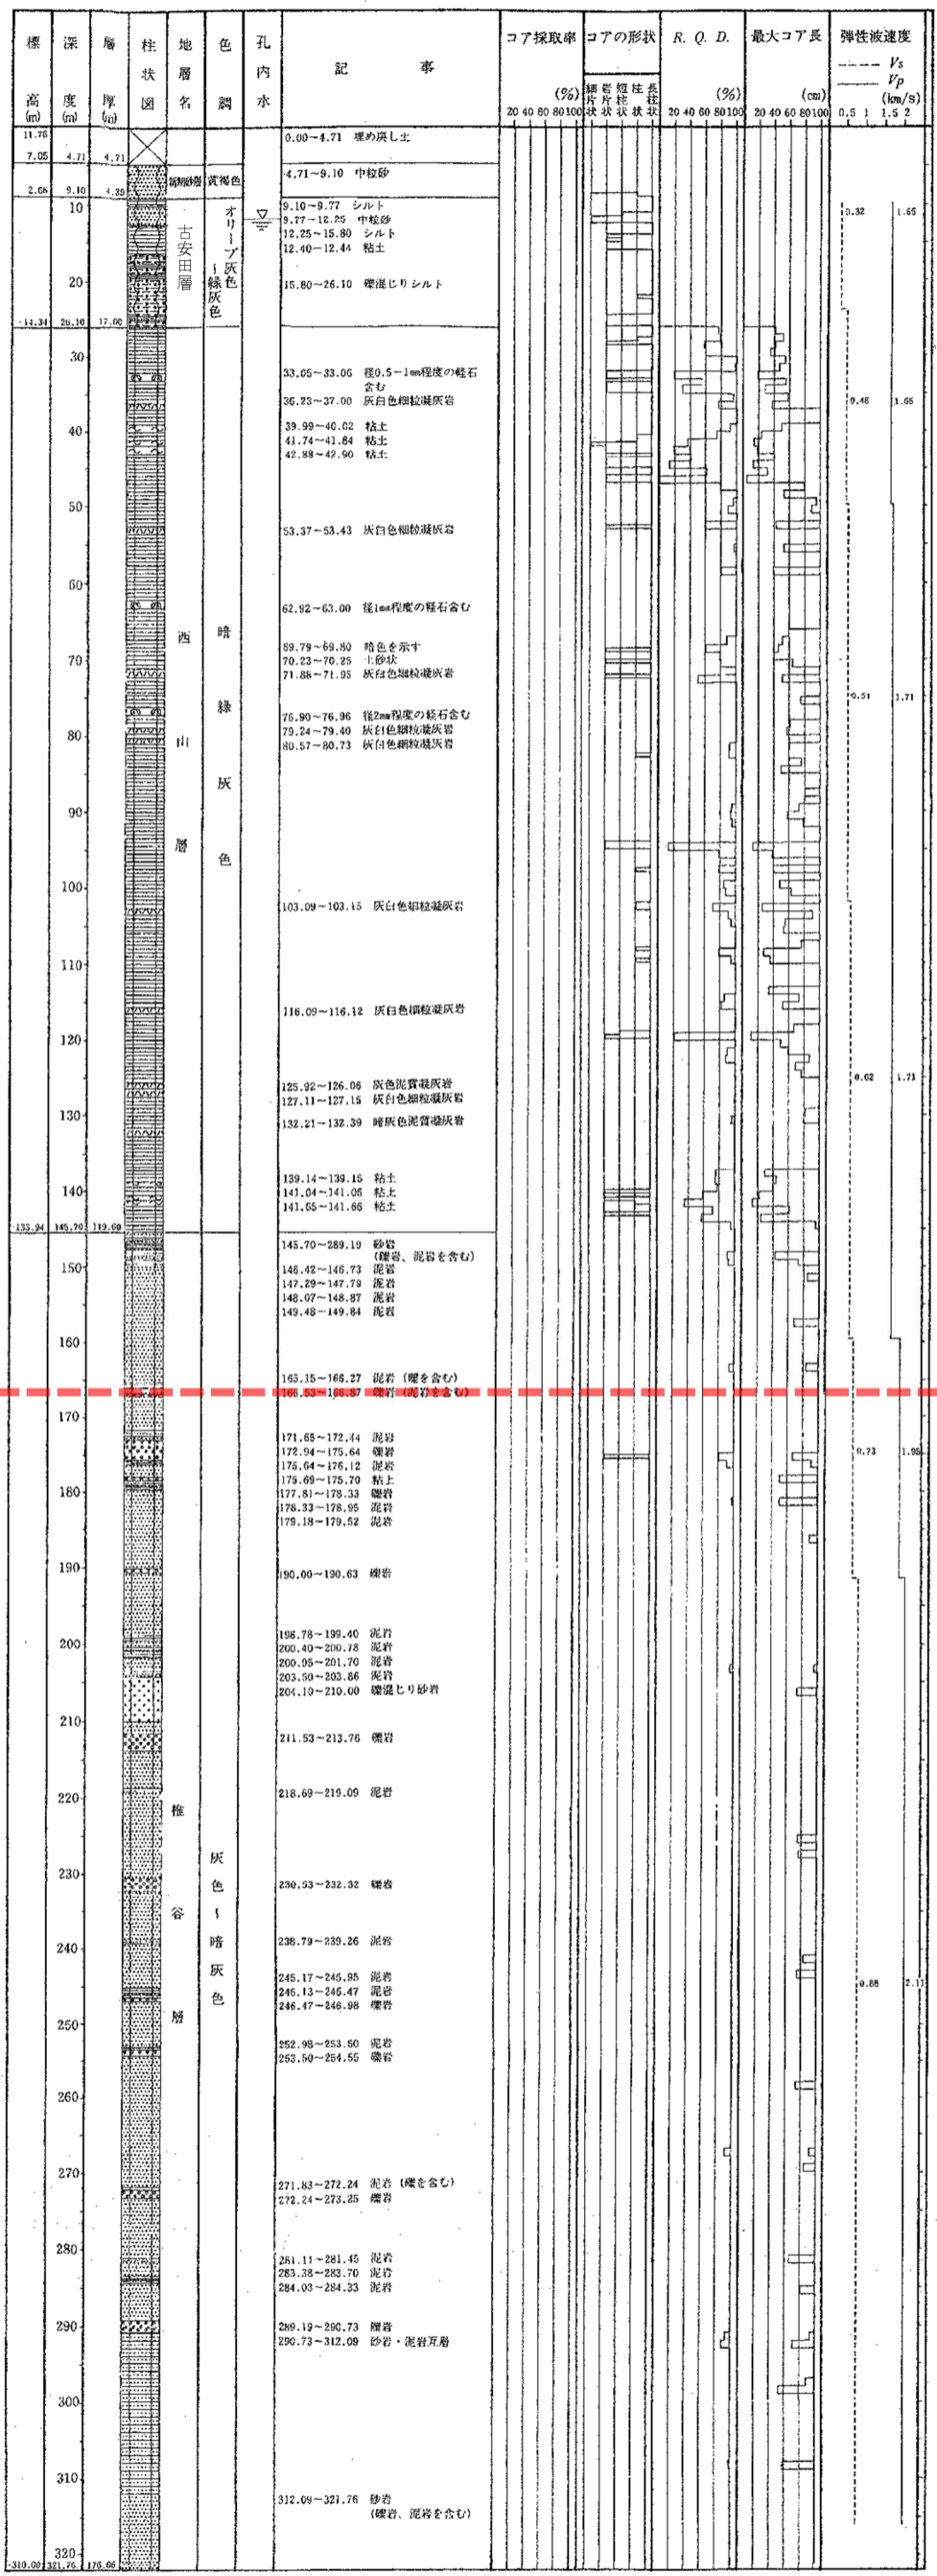 標高(m)
深度(m)
層厚(m)
柱状図
地層名
色調
孔内水
記事
コア採取率
(%)
20 40 60 80 100
コアの形状
細片状
岩片状
短柱状
柱状
長柱状
R. Q. D.
(%)
20 40 60 80 100
最大コア長
(cm)
20 40 60 80 100
弾性波速度
Vs
Vp
(km/s)
0.5 1 1.5 2
11.76
0.00~4.71 埋め戻し土
7.05 4.71 4.71
4.71~9.10 中粒砂
新期砂層 黄褐色
2.66 9.10 4.39
10
9.10~9.77 シルト
9.77~12.25 中粒砂
12.25~15.80 シルト
12.40~12.44 粘土
古安田層
オリーブ灰色~緑灰色
0.32
1.65
20
15.80~26.10 礫混じりシルト
-14.34 26.10 17.00
30
33.05~33.06 径0.5~1mm程度の軽石
含む
36.23~37.00 灰白色細粒凝灰岩
0.46
1.65
39.99~40.02 粘土
40
41.74~41.84 粘土
42.88~42.90 粘土
50
53.37~53.43 灰白色細粒凝灰岩
60
62.92~63.00 径1mm程度の軽石含む
西山層
暗緑灰色
69.79~69.80 暗色を示す
70
70.23~70.25 土砂状
71.88~71.95 灰白色細粒凝灰岩
0.51
1.71
76.90~76.96 径2mm程度の軽石含む
79.24~79.40 灰白色細粒凝灰岩
80
80.57~80.73 灰白色細粒凝灰岩
90
100
103.09~103.15 灰白色細粒凝灰岩
110
116.09~116.12 灰白色細粒凝灰岩
120
0.62
1.71
125.92~126.06 灰色泥質凝灰岩
127.11~127.15 灰白色細粒凝灰岩
130
132.21~132.39 暗灰色泥質凝灰岩
139.14~139.15 粘土
140
141.04~141.05 粘土
141.65~141.66 粘土
-133.94 145.70 119.60
145.70~289.19 砂岩
(礫岩、泥岩を含む)
146.42~146.73 泥岩
150
147.29~147.79 泥岩
148.07~148.87 泥岩
149.48~149.84 泥岩
160
165.15~166.27 泥岩 (礫を含む)
166.53~166.87 礫岩 (泥岩を含む)
170
171.65~172.44 泥岩
172.94~175.64 礫岩
0.73
1.95
175.64~176.12 泥岩
175.69~175.70 粘土
177.81~178.33 礫岩
180
178.33~178.95 泥岩
179.18~179.52 泥岩
190
190.00~190.63 礫岩
198.78~199.40 泥岩
200
200.40~200.78 泥岩
200.95~201.70 泥岩
203.50~203.86 泥岩
204.10~210.00 礫混じり砂岩
210
211.53~213.76 礫岩
218.69~219.09 泥岩
220
椎谷層
灰色~暗灰色
230
230.53~232.32 礫岩
238.79~239.26 泥岩
240
245.17~245.95 泥岩
0.88
2.11
246.13~246.47 泥岩
246.47~246.98 礫岩
250
252.98~253.50 泥岩
253.50~254.55 礫岩
260
270
271.83~272.24 泥岩 (礫を含む)
272.24~273.25 礫岩
280
281.11~281.45 泥岩
283.38~283.70 泥岩
284.03~284.33 泥岩
290
289.19~290.73 礫岩
290.73~312.09 砂岩・泥岩互層
300
310
312.09~321.76 砂岩
(礫岩、泥岩を含む)
320
-310.00 321.76 176.06